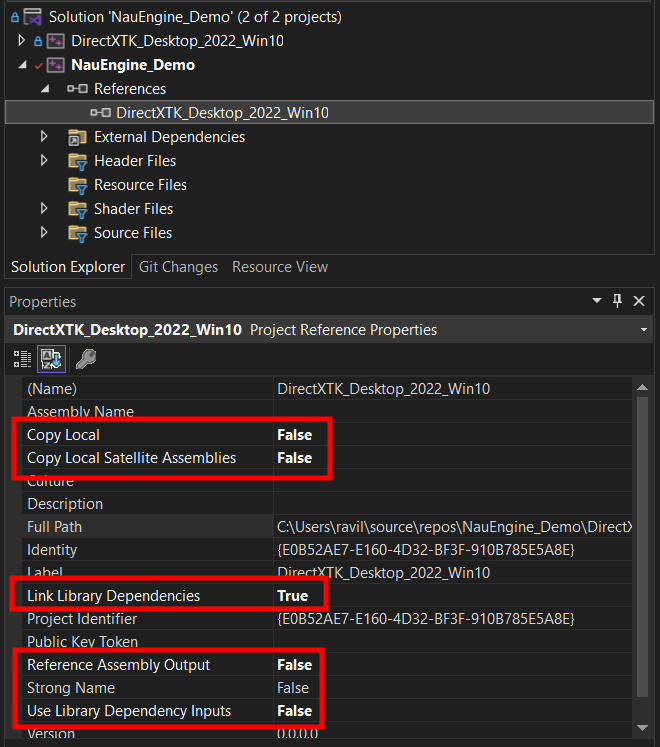 Solution 'NauEngine_Demo' (2 of 2 projects)
DirectXTK_Desktop_2022_Win10
NauEngine_Demo
References
DirectXTK_Desktop_2022_Win10
External Dependencies
Header Files
Resource Files
Shader Files
Source Files
Solution Explorer Git Changes Resource View
Properties
DirectXTK_Desktop_2022_Win10 Project Reference Properties
(Name) DirectXTK_Desktop_2022_Win10
Assembly Name
Copy Local False
Copy Local Satellite Assemblies False
Culture
Description
Full Path C:\Users\ravil\source\repos\NauEngine_Demo\DirectX
Identity {E0B52AE7-E160-4D32-BF3F-910B785E5A8E}
Label DirectXTK_Desktop_2022_Win10
Link Library Dependencies True
Project Identifier {E0B52AE7-E160-4D32-BF3F-910B785E5A8E}
Public Key Token
Reference Assembly Output False
Strong Name False
Use Library Dependency Inputs False
Version 0.0.0.0